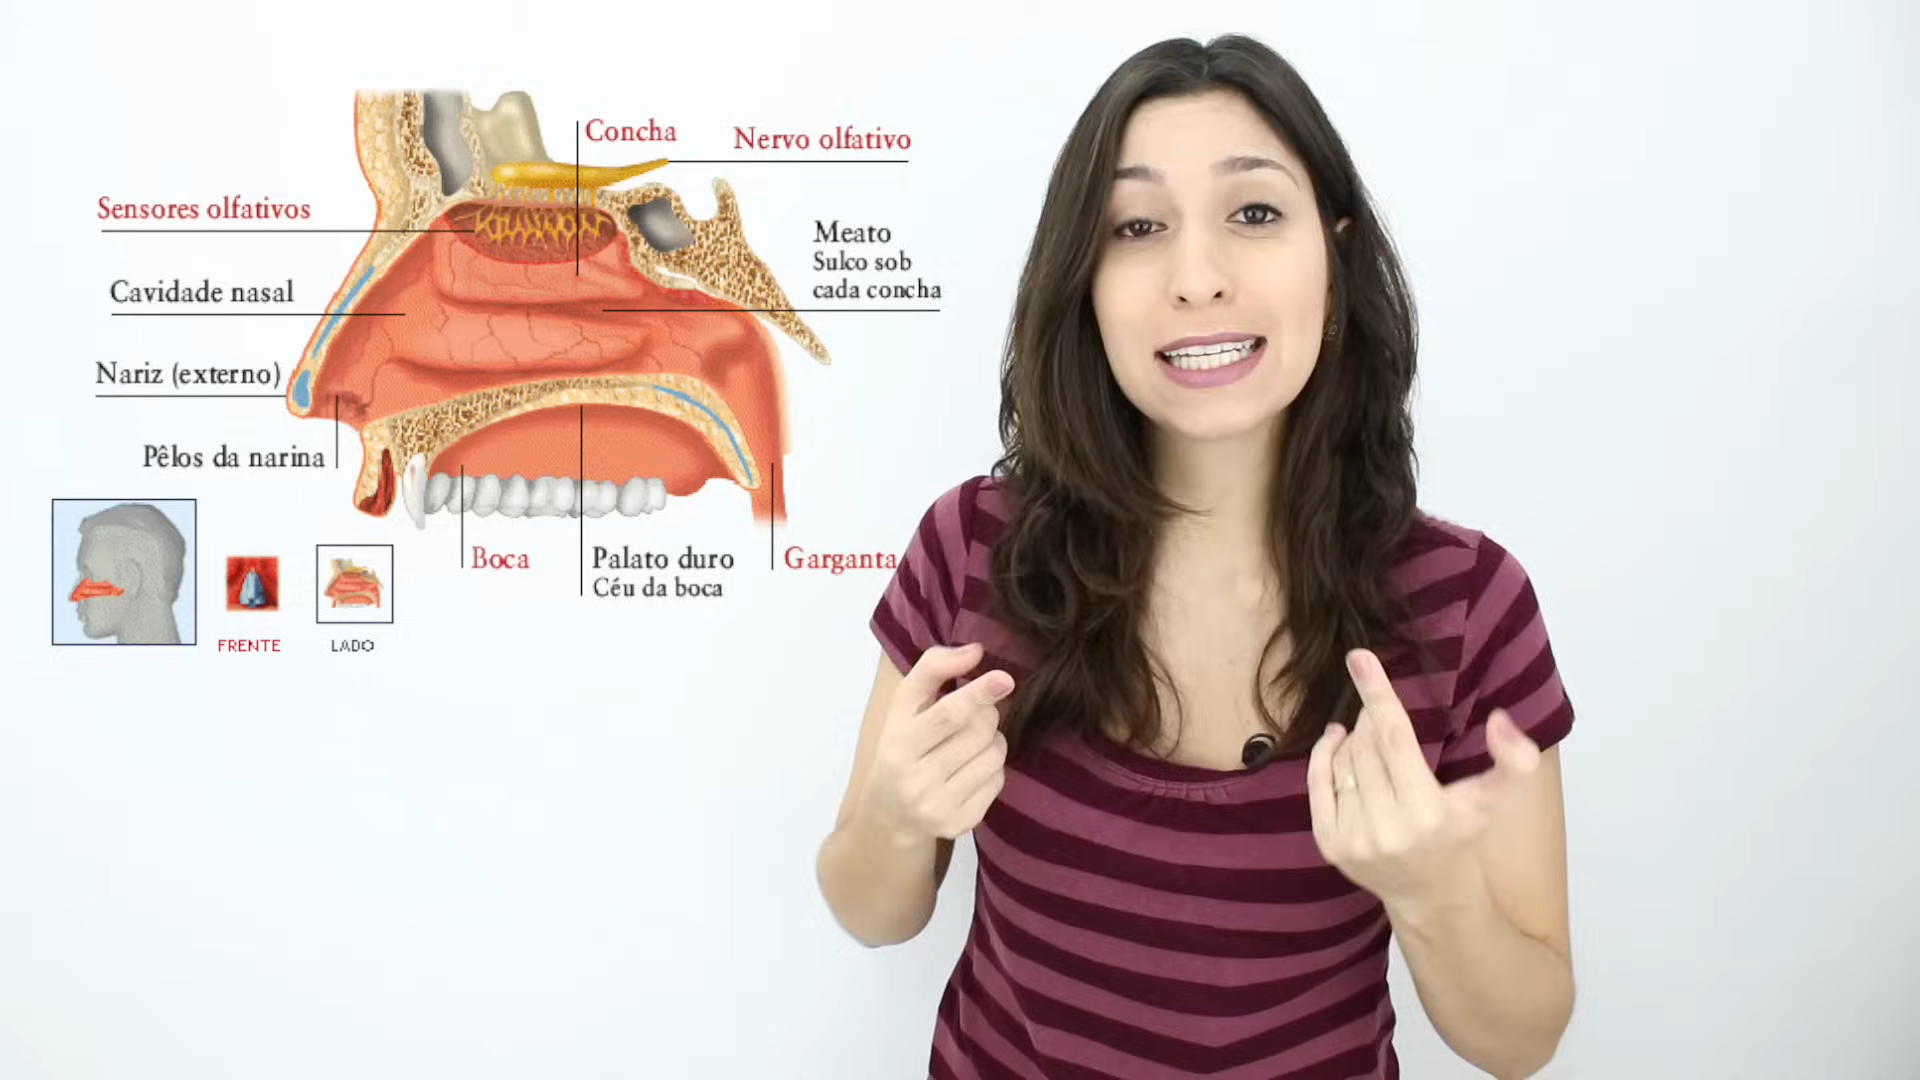 Concha
Nervo olfativo
Sensores olfativos
Meato
Sulco sob
cada concha
Cavidade nasal
Nariz (externo)
Pêlos da narina
Boca
Palato duro
Céu da boca
Garganta
FRENTE
LADO